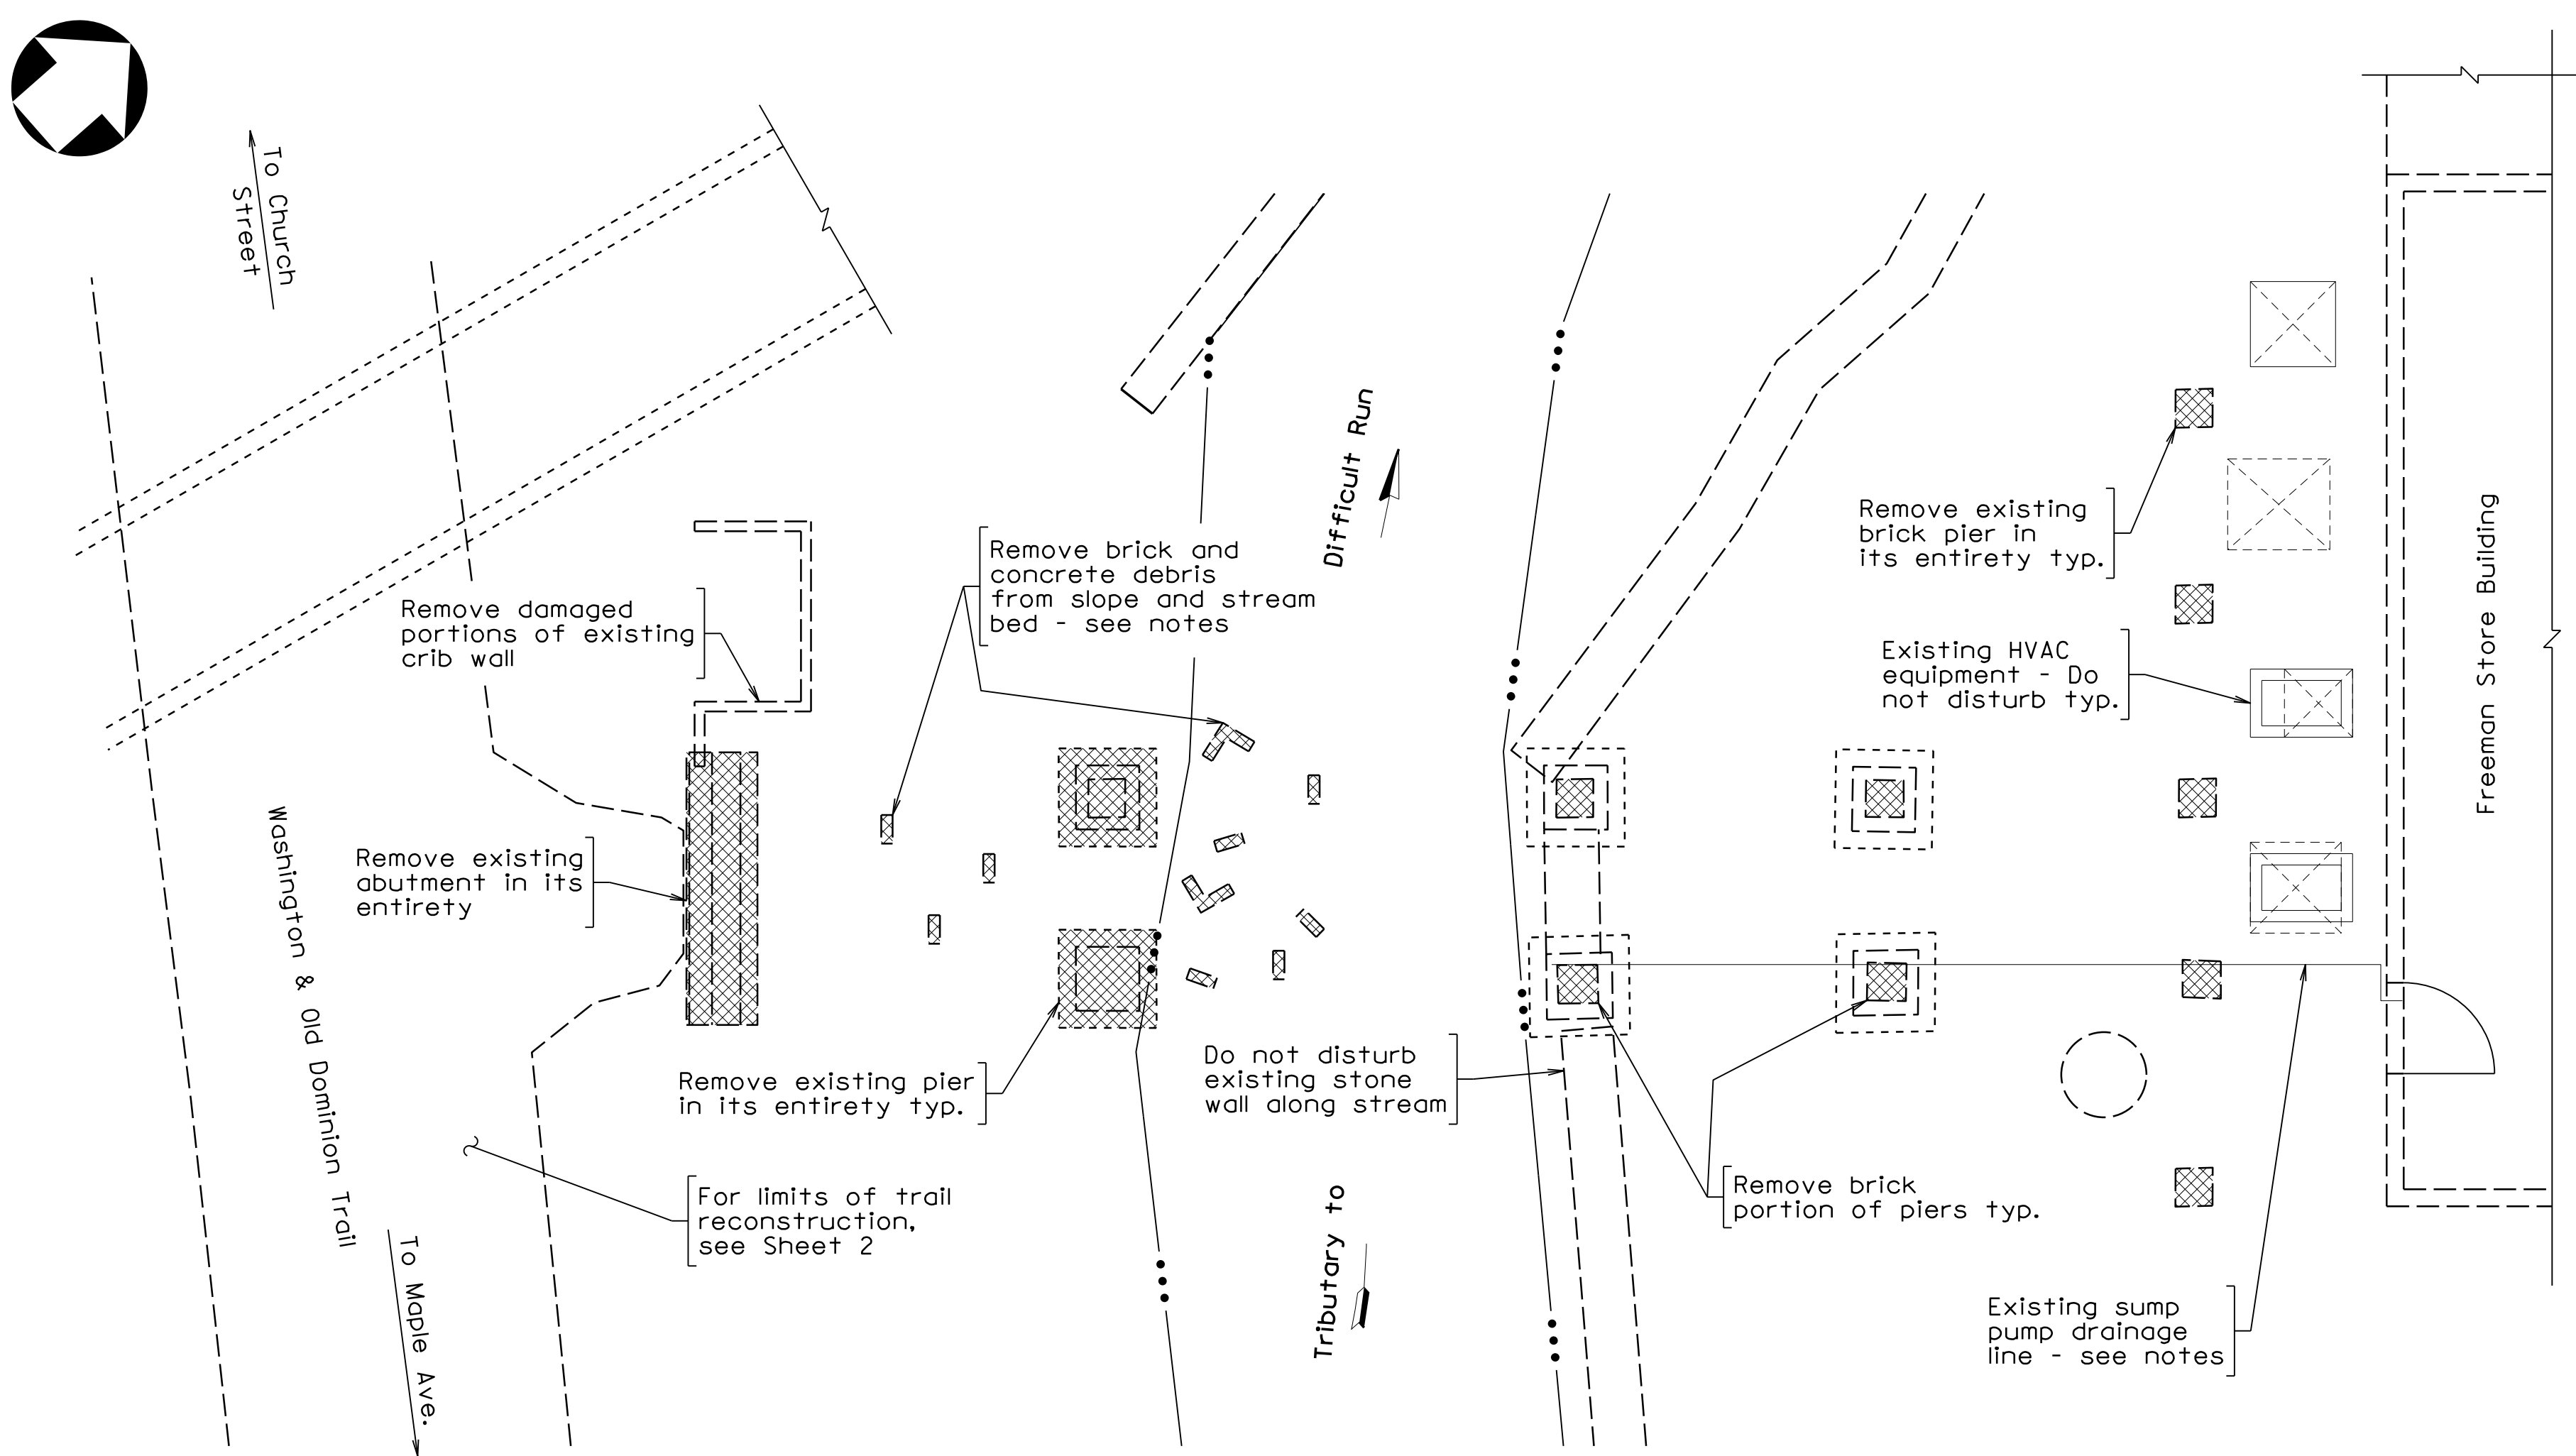 To Church
Street
Difficult Run
Remove existing
brick pier in
its entirety typ.
Remove brick and
concrete debris
from slope and stream
bed - see notes
Remove damaged
portions of existing
crib wall
Existing HVAC
equipment - Do
not disturb typ.
Freeman Store Building
Remove existing
abutment in its
entirety
Washington & Old Dominion Trail
Remove existing pier
in its entirety typ.
Do not disturb
existing stone
wall along stream
For limits of trail
reconstruction,
see Sheet 2
Remove brick
portion of piers typ.
Tributary to
To Maple Ave.
Existing sump
pump drainage
line - see notes